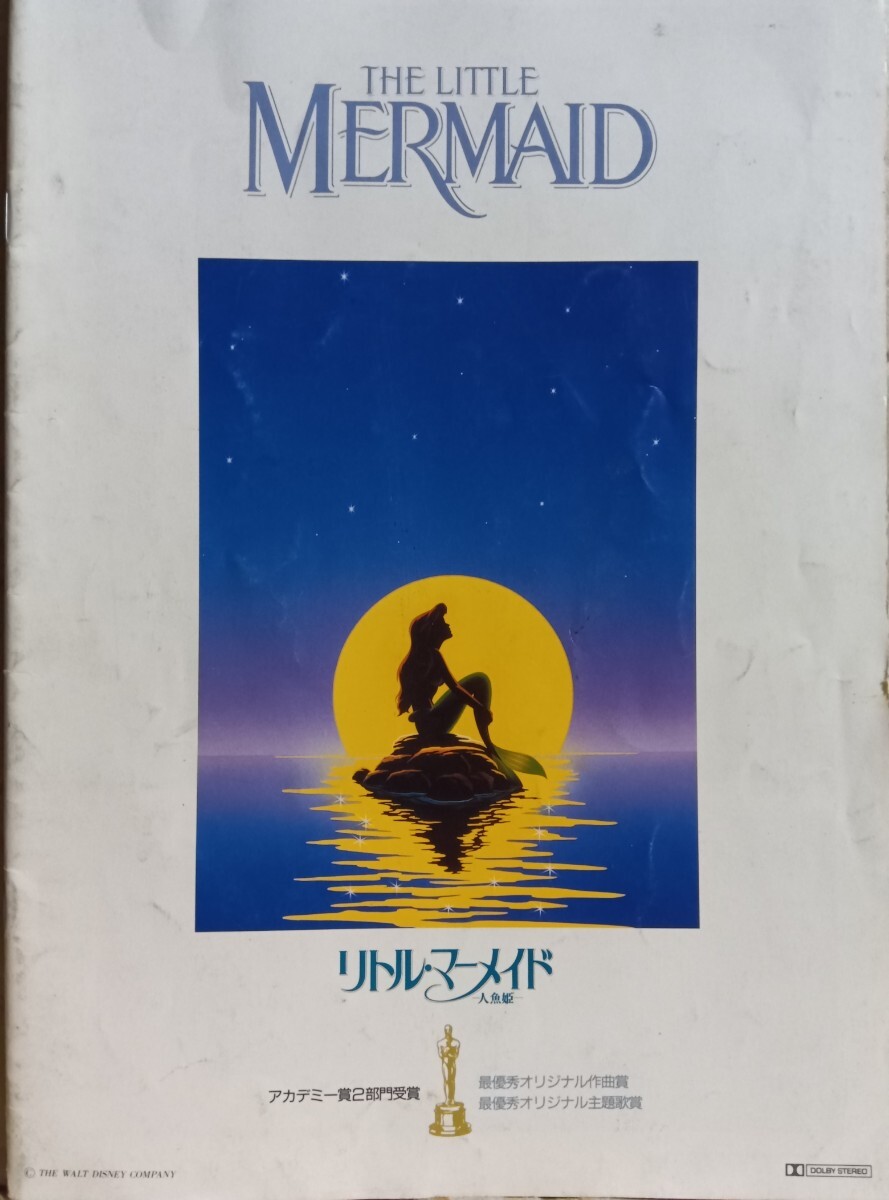 THE LITTLE
MERMAID
リトル・マーメイド
―人魚姫―
アカデミー賞2部門受賞
最優秀オリジナル作曲賞
最優秀オリジナル主題歌賞
© THE WALT DISNEY COMPANY
DOLBY STEREO